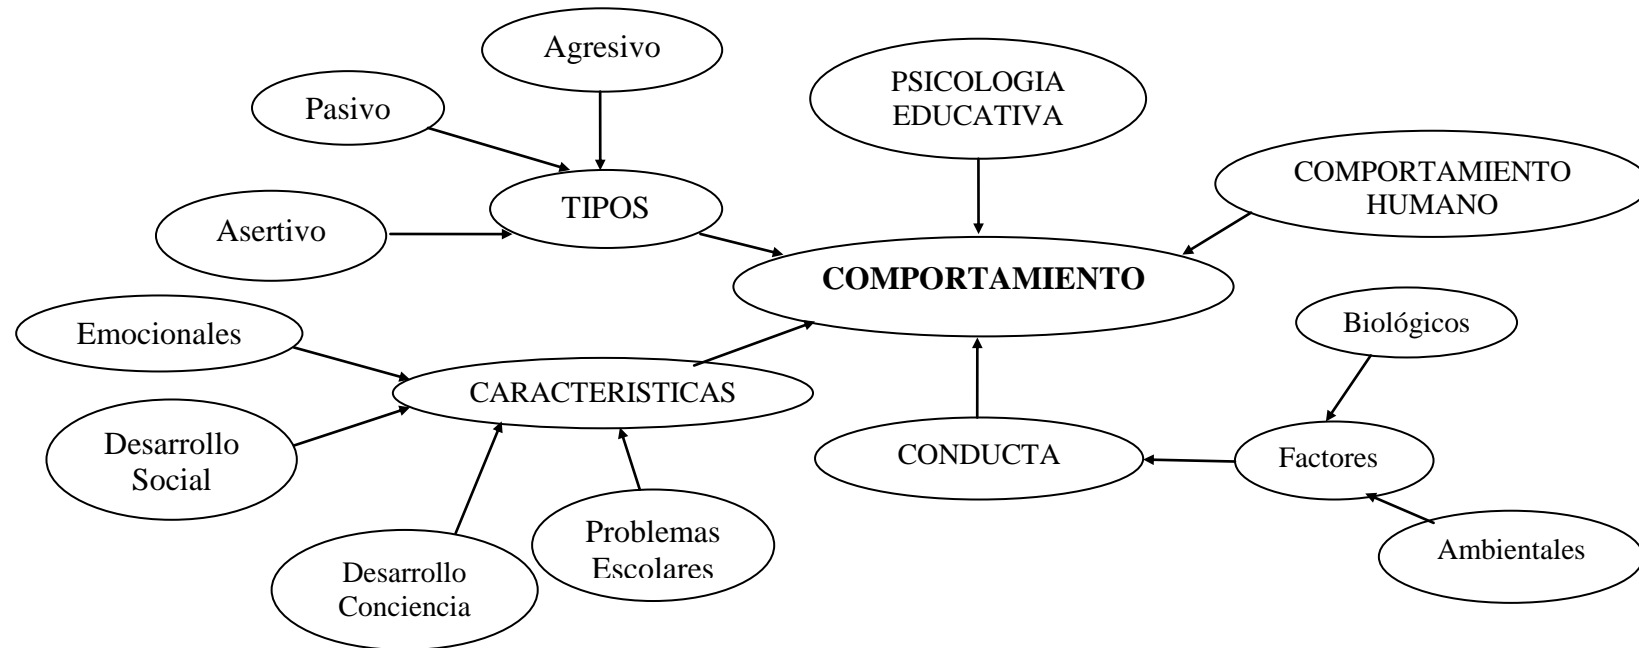 Agresivo
PSICOLOGIA
EDUCATIVA
Pasivo
COMPORTAMIENTO
HUMANO
TIPOS
Asertivo
COMPORTAMIENTO
Emocionales
Biológicos
CARACTERISTICAS
Desarrollo
Social
CONDUCTA
Factores
Problemas
Escolares
Ambientales
Desarrollo
Conciencia